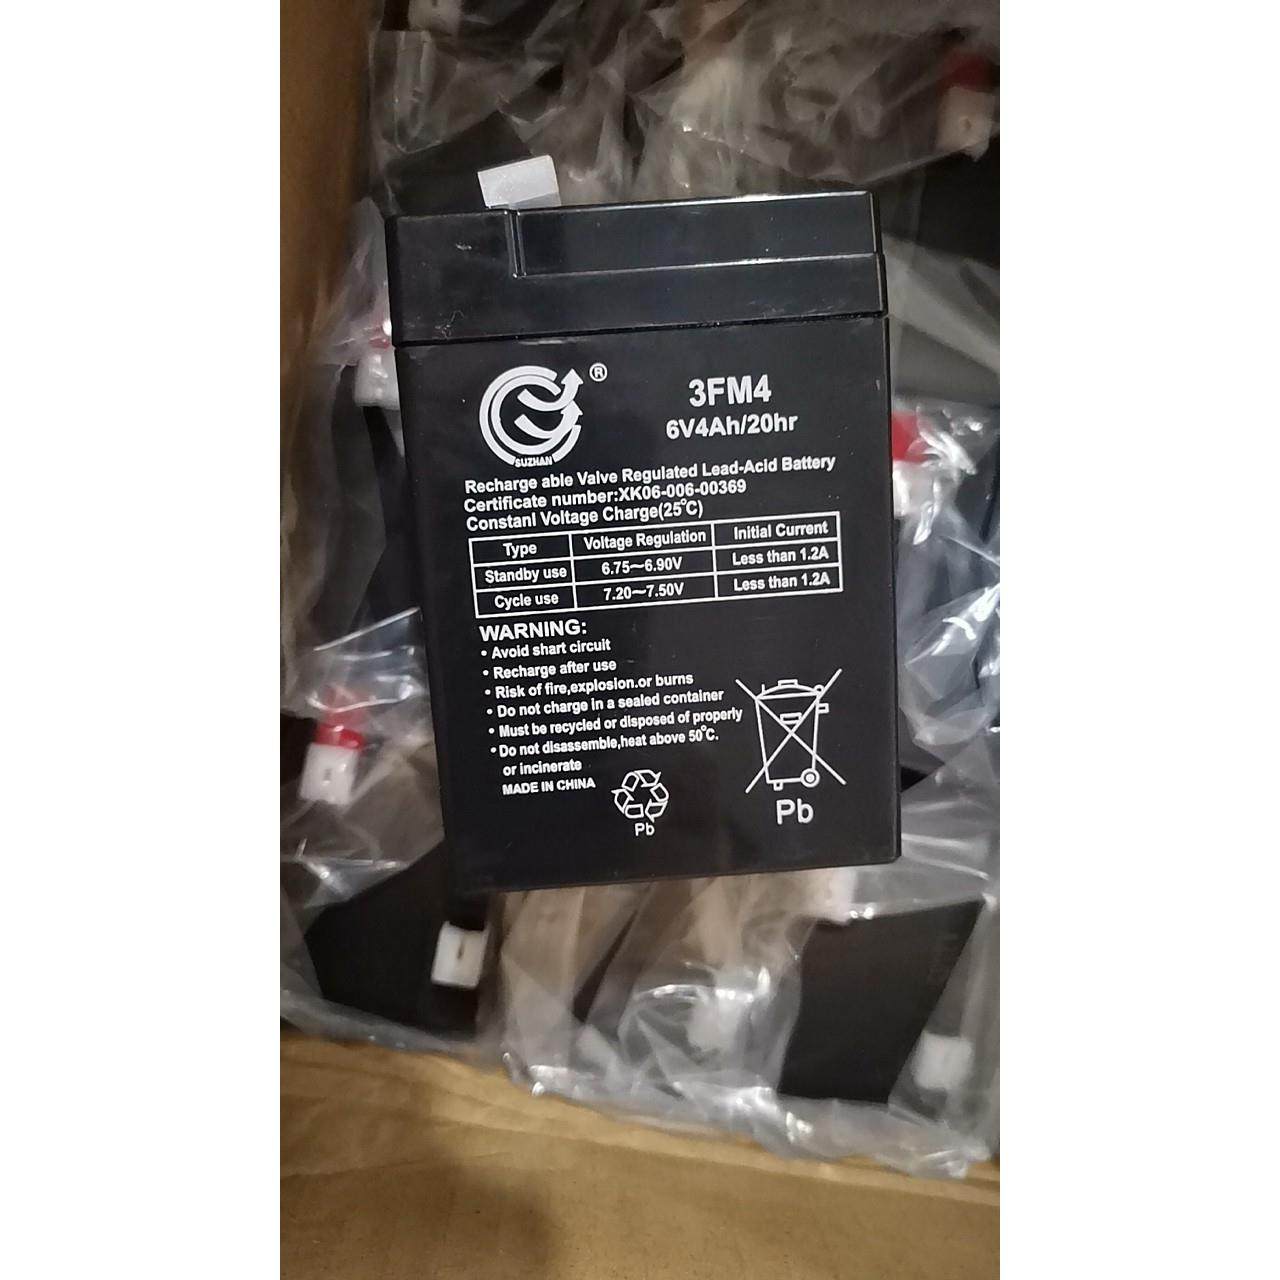 ®
SUZHAN
3FM4
6V4Ah/20hr
Recharge able Valve Regulated Lead-Acid Battery
Certificate number:XK06-006-00369
Constanl Voltage Charge(25°C)
Type Voltage Regulation Initial Current
Standby use 6.75~6.90V Less than 1.2A
Cycle use 7.20~7.50V Less than 1.2A
WARNING:
• Avoid shart circuit
• Recharge after use
• Risk of fire,explosion.or burns
• Do not charge in a sealed container
• Must be recycled or disposed of properly
• Do not disassemble,heat above 50°C.
or incinerate
MADE IN CHINA
Pb
Pb